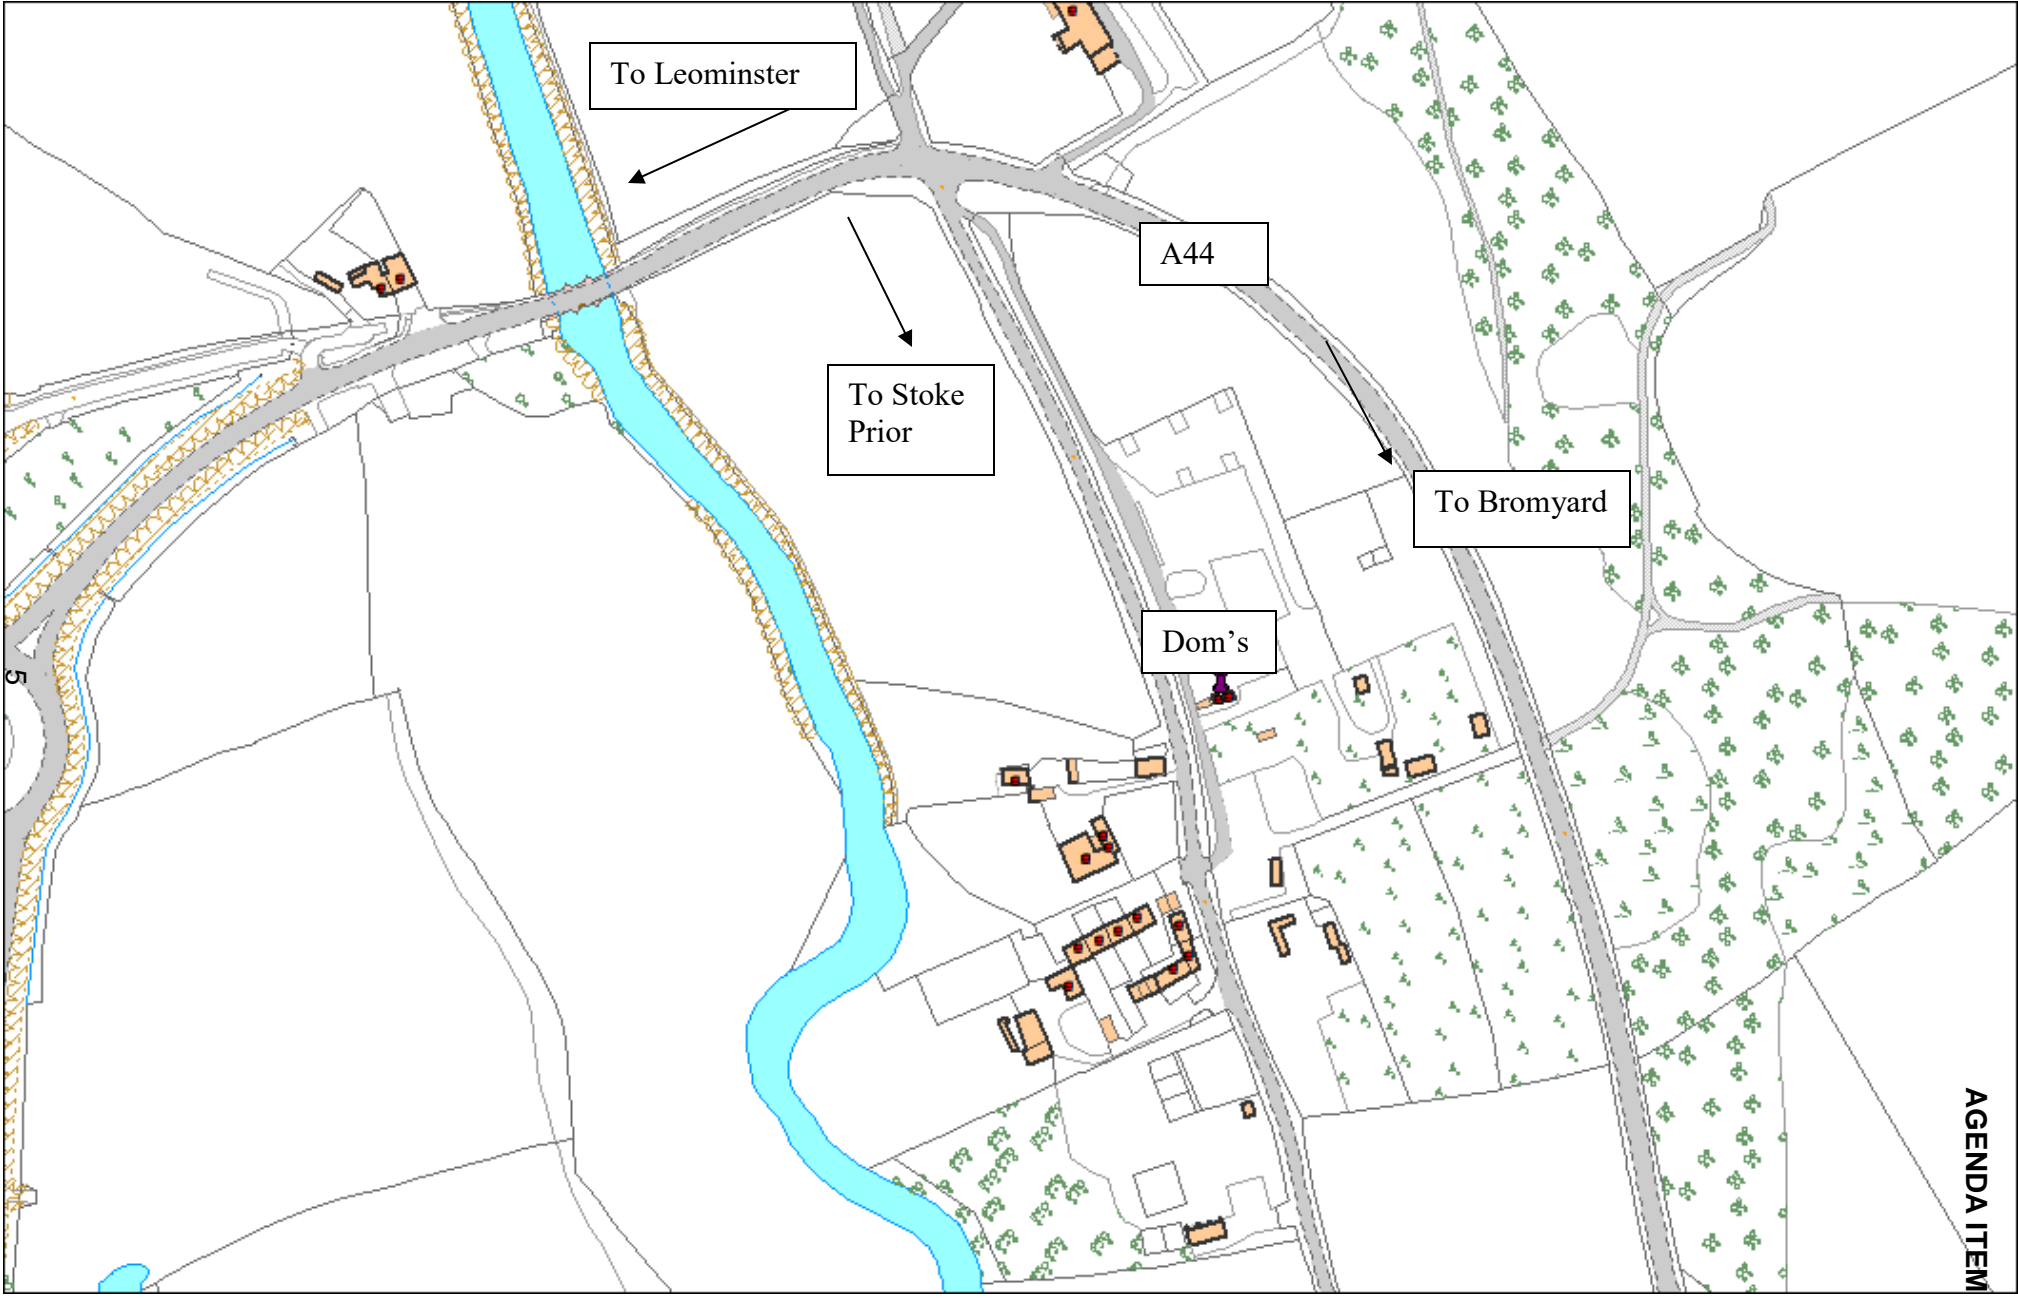 To Leominster
A44
To Stoke
Prior
To Bromyard
Dom’s
5
AGENDA ITEM